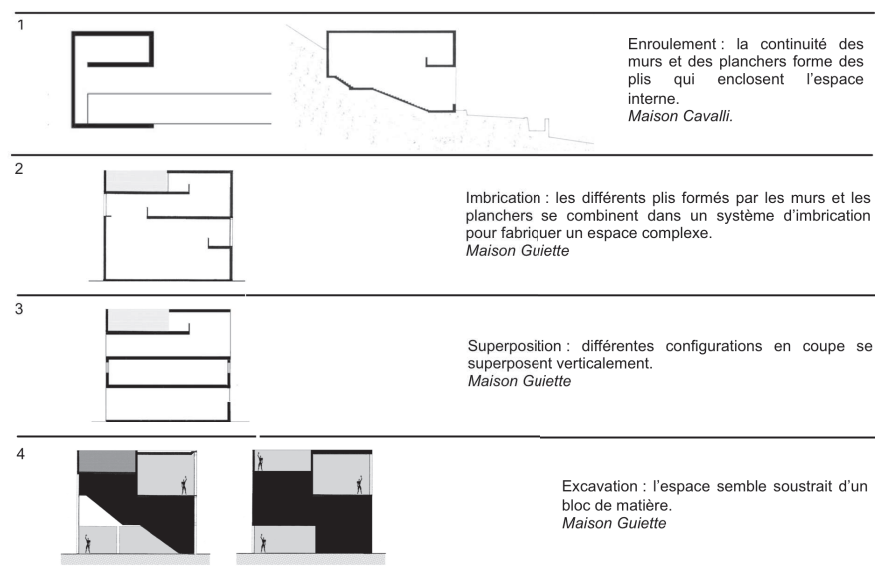 1
Enroulement : la continuité des
murs et des planchers forme des
plis qui enclosent l'espace
interne.
Maison Cavalli.
2
Imbrication : les différents plis formés par les murs et les
planchers se combinent dans un système d'imbrication
pour fabriquer un espace complexe.
Maison Guiette
3
Superposition : différentes configurations en coupe se
superposent verticalement.
Maison Guiette
4
Excavation : l'espace semble soustrait d'un
bloc de matière.
Maison Guiette